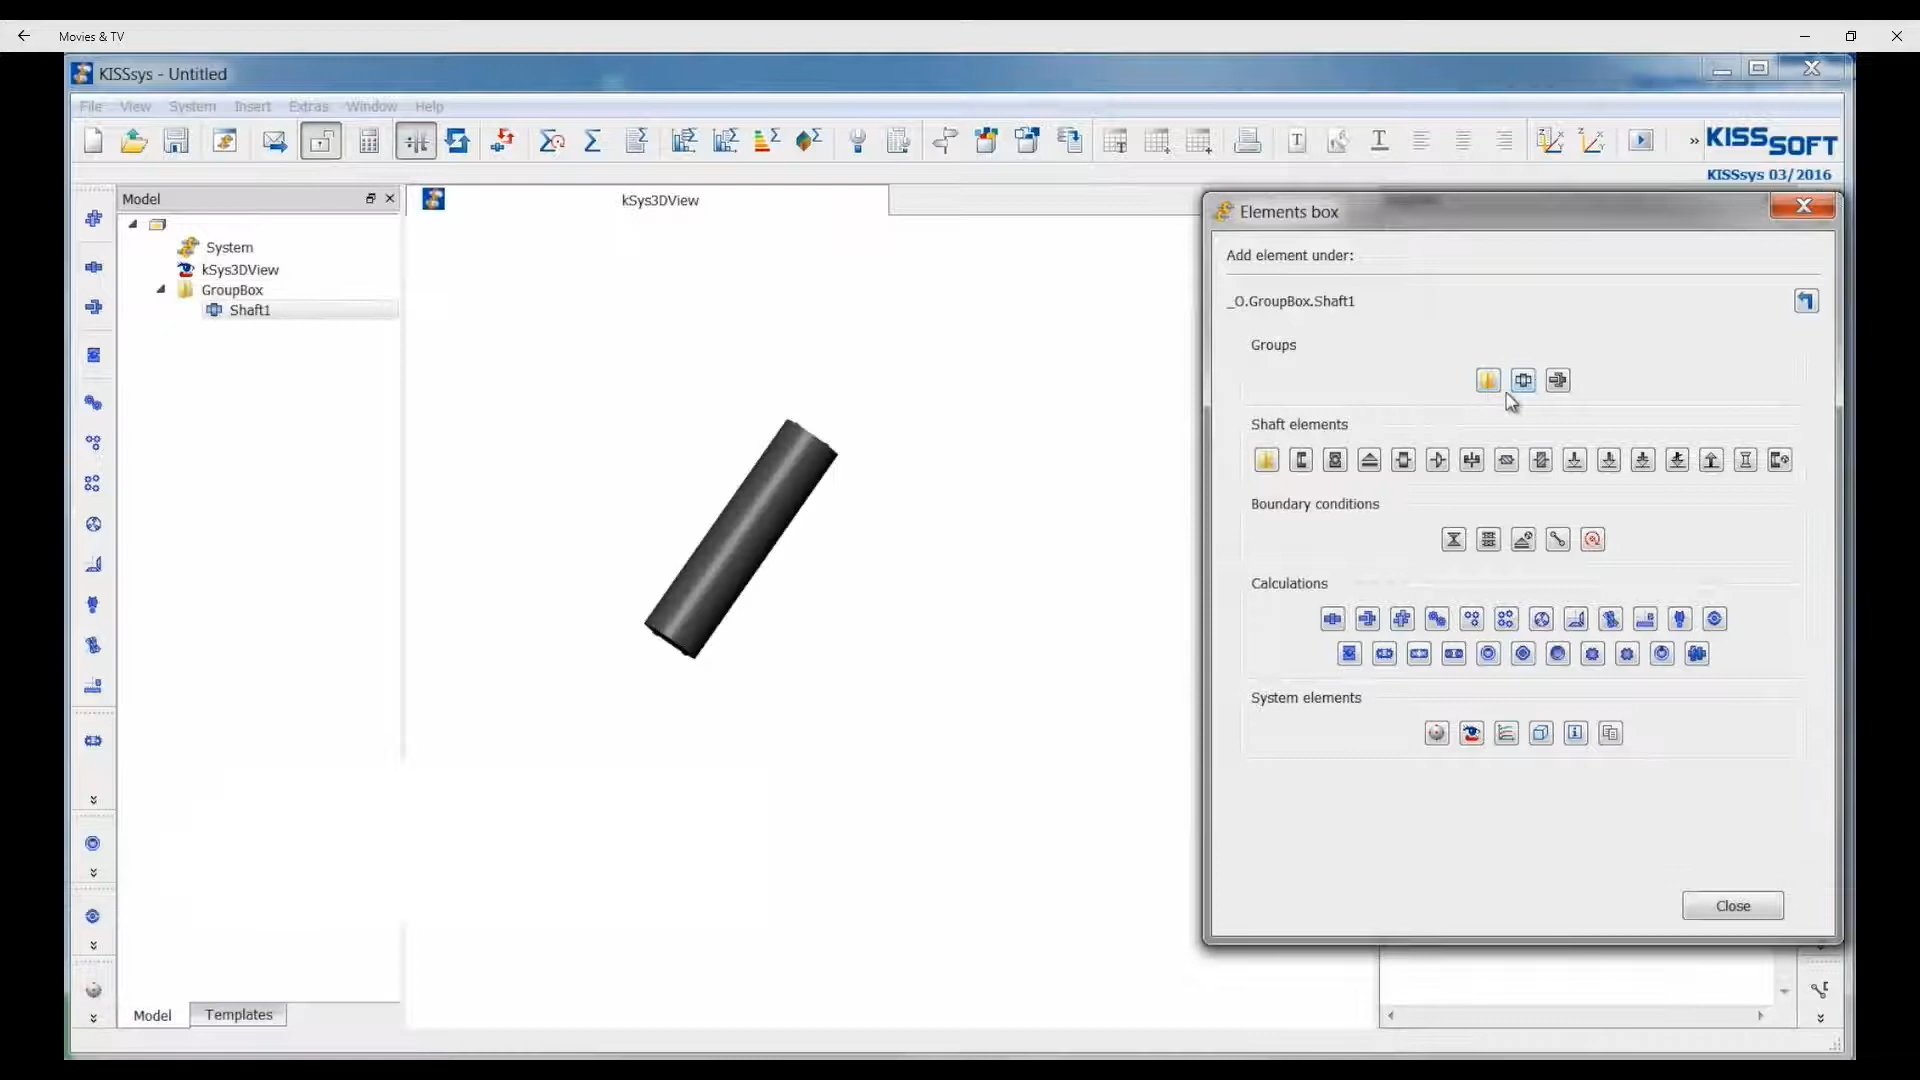 Movies & TV
KISSsys - Untitled
File View System Insert Extras Window Help
KISSSOFT
KISSsys 03/2016
Model
System
kSys3DView
GroupBox
Shaft1
kSys3DView
Elements box
Add element under:
_O.GroupBox.Shaft1
Groups
Shaft elements
Boundary conditions
Calculations
System elements
Close
Model Templates